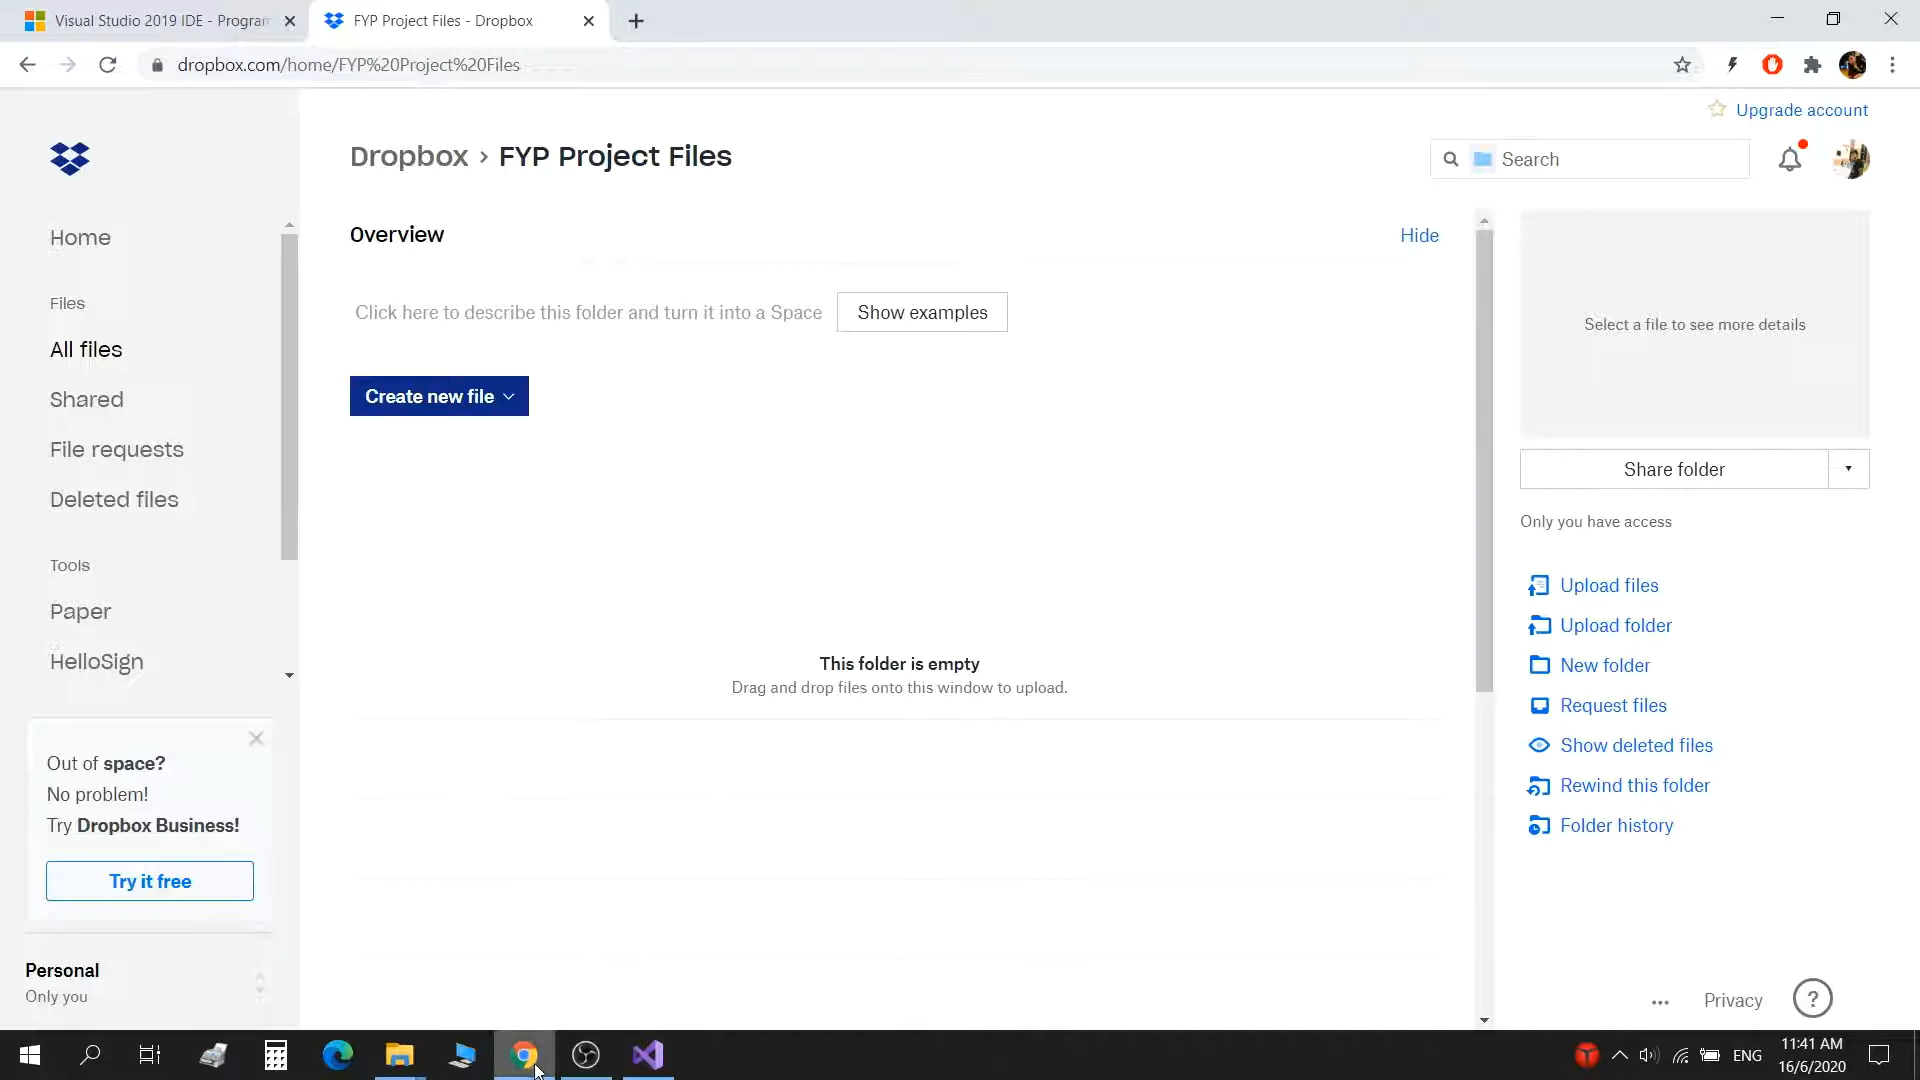 Visual Studio 2019 IDE - Program
FYP Project Files - Dropbox
dropbox.com/home/FYP%20Project%20Files
Upgrade account
Dropbox › FYP Project Files
Search
Home
Files
All files
Shared
File requests
Deleted files
Tools
Paper
HelloSign
Out of space?
No problem!
Try Dropbox Business!
Try it free
Personal
Only you
Overview
Hide
Click here to describe this folder and turn it into a Space
Show examples
Create new file
This folder is empty
Drag and drop files onto this window to upload.
Select a file to see more details
Share folder
Only you have access
Upload files
Upload folder
New folder
Request files
Show deleted files
Rewind this folder
Folder history
Privacy
?
ENG
11:41 AM
16/6/2020